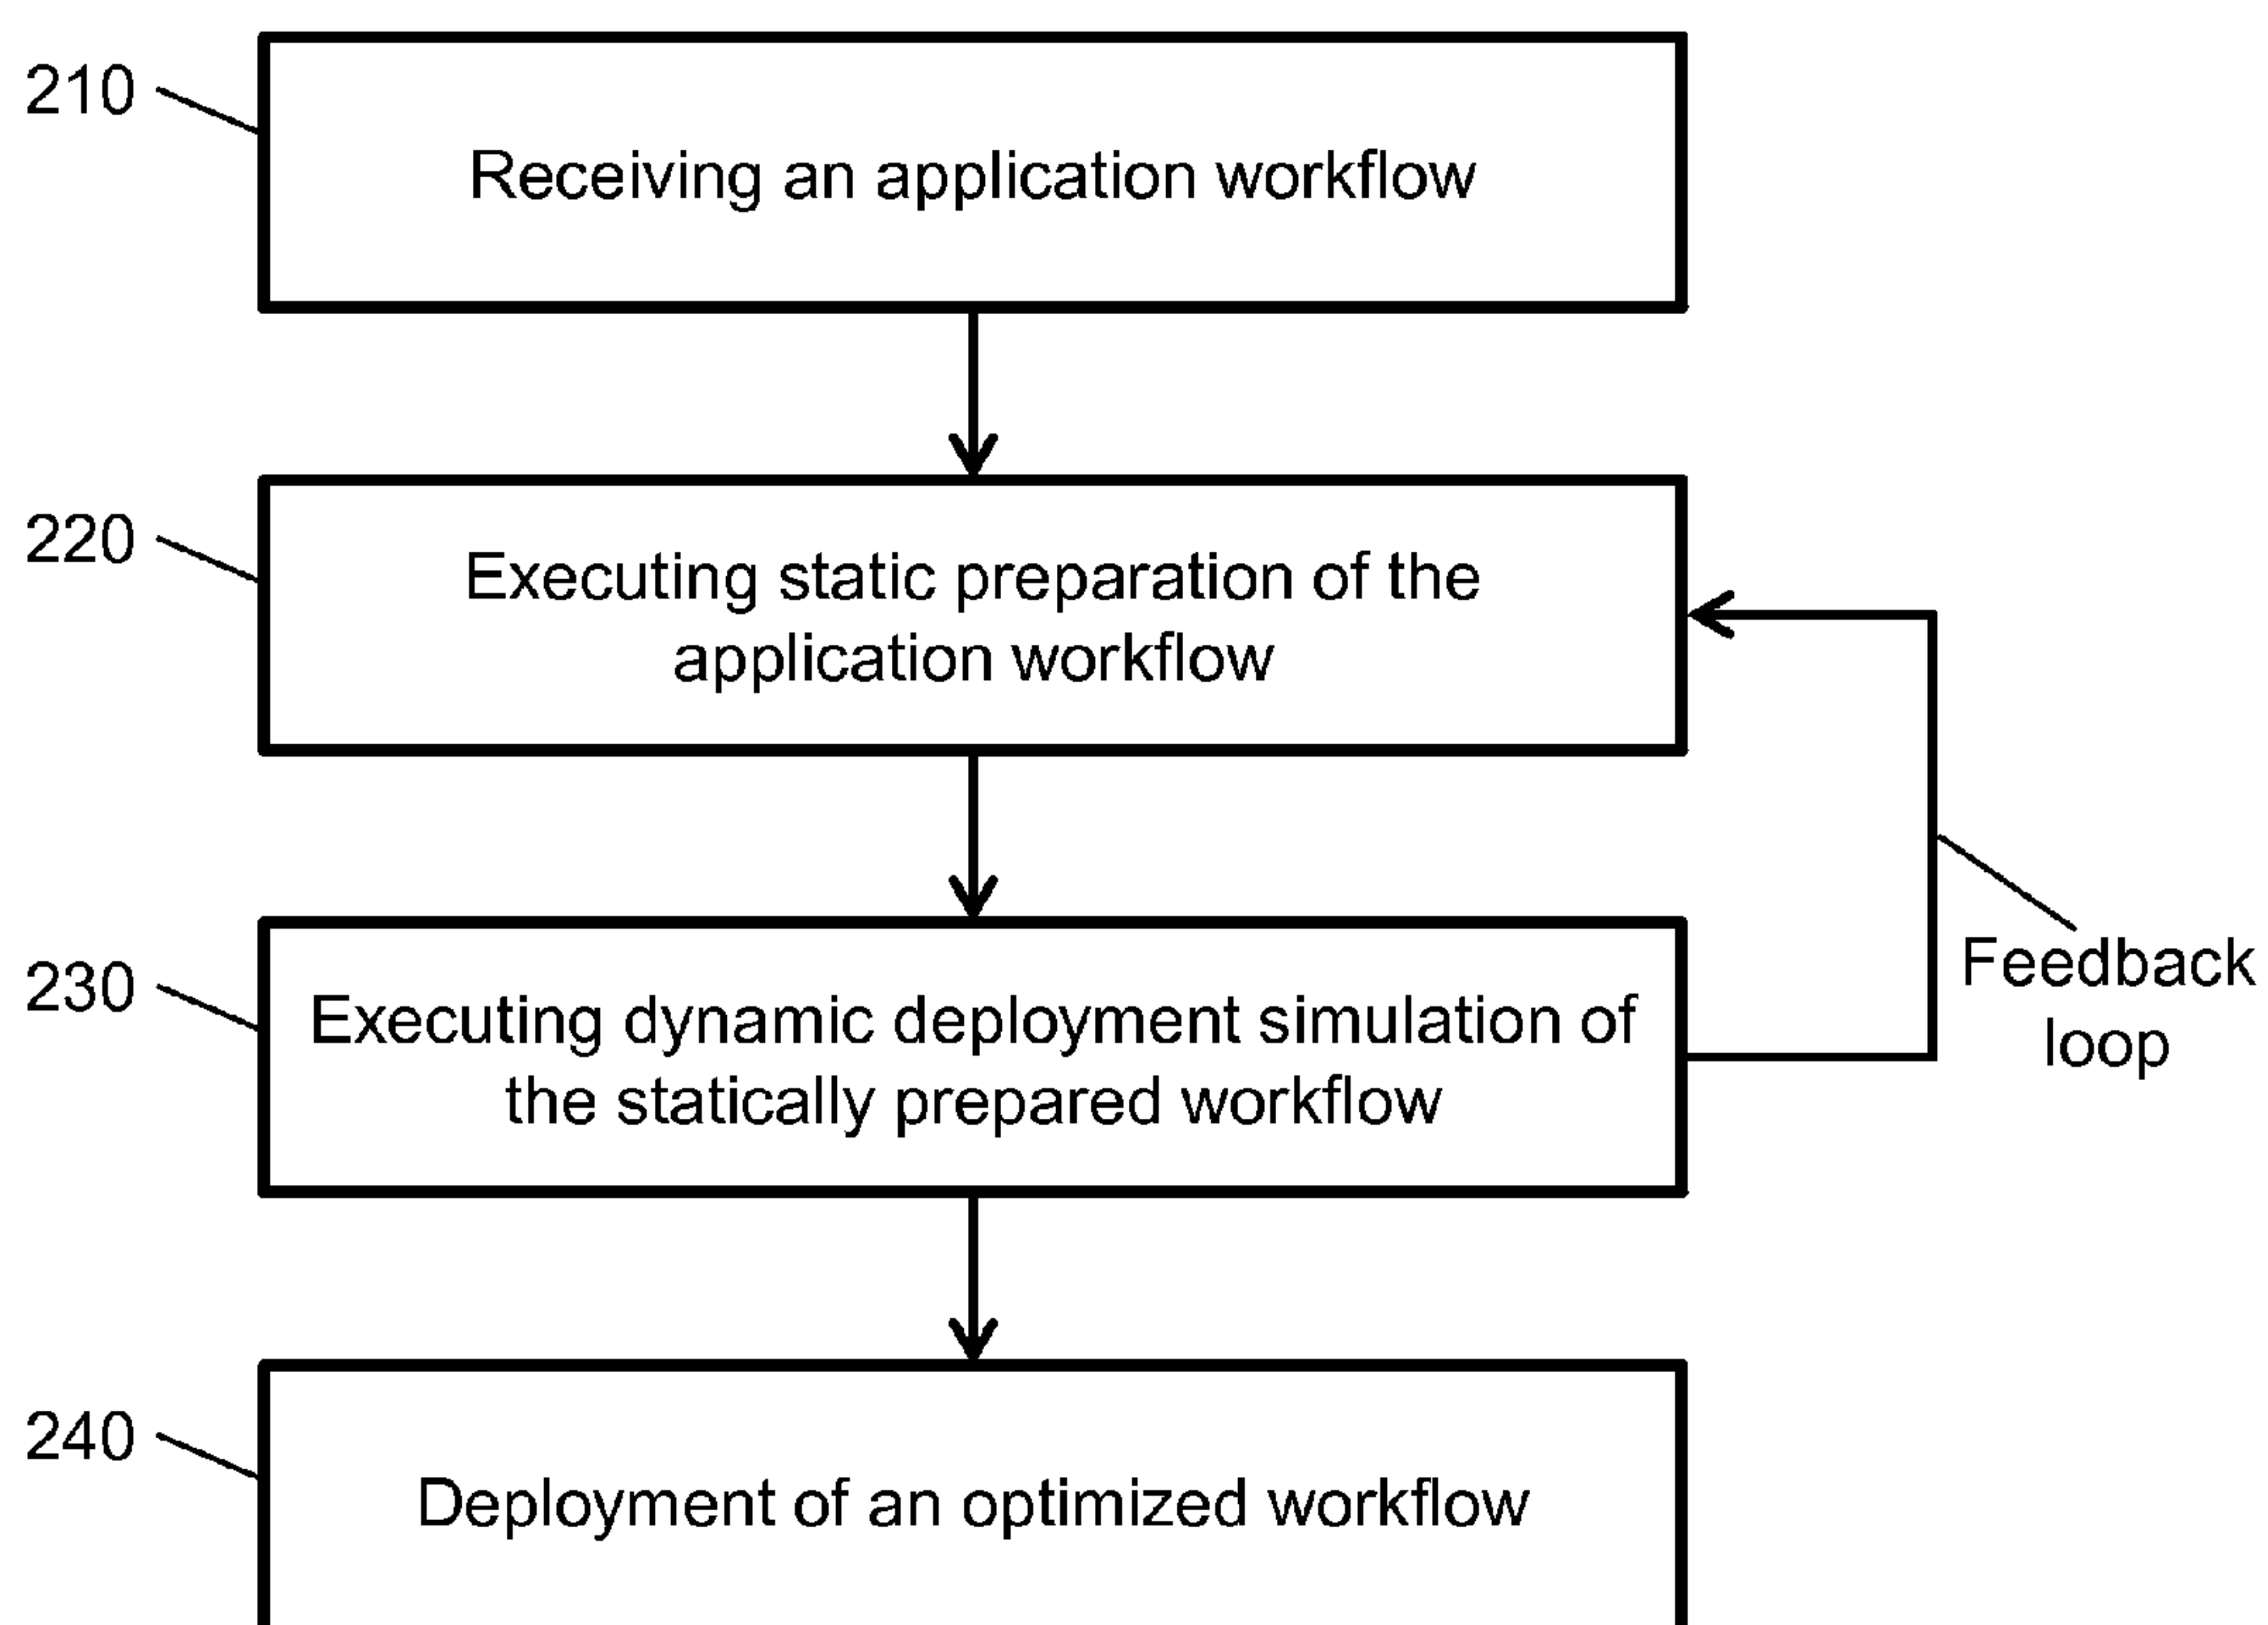 210
Receiving an application workflow
220
Executing static preparation of the
application workflow
230
Executing dynamic deployment simulation of
the statically prepared workflow
Feedback
loop
240
Deployment of an optimized workflow